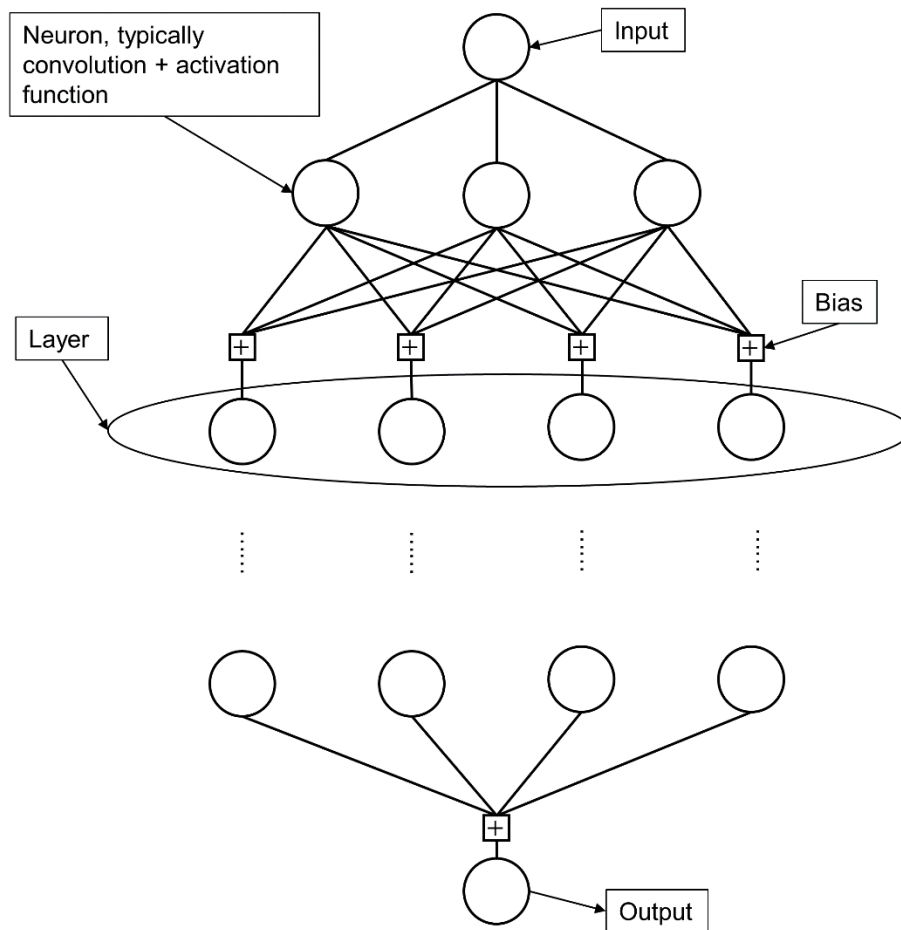 Neuron, typically
convolution + activation
function
Input
Bias
Layer
+
+
+
+
+
Output